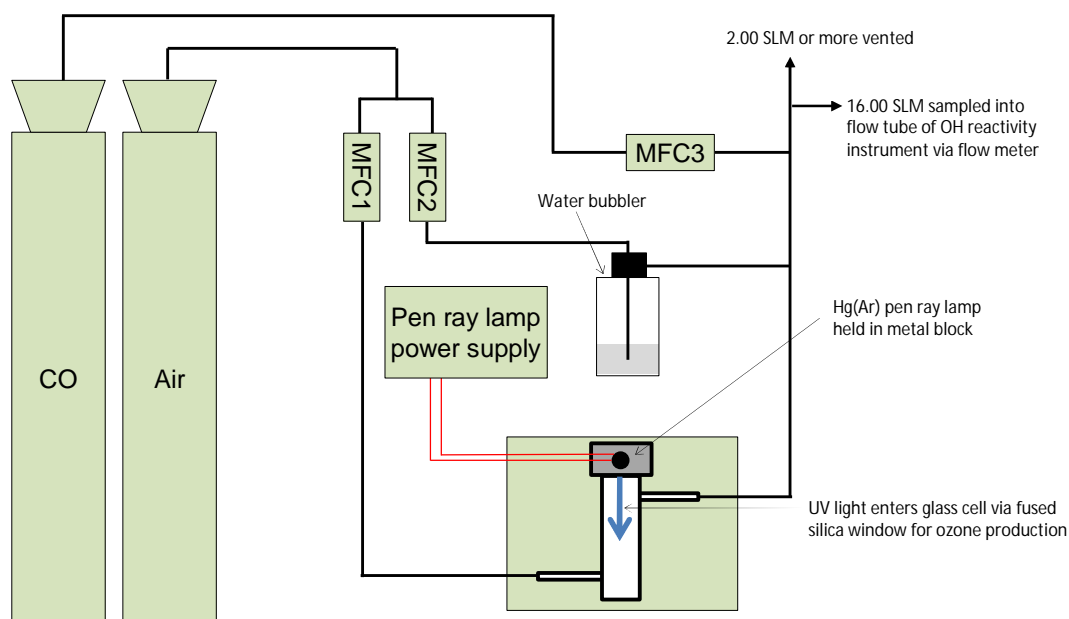 2.00 SLM or more vented
16.00 SLM sampled into
flow tube of OH reactivity
instrument via flow meter
MFC1
MFC2
MFC3
Water bubbler
Pen ray lamp
power supply
Hg(Ar) pen ray lamp
held in metal block
CO
Air
UV light enters glass cell via fused
silica window for ozone production